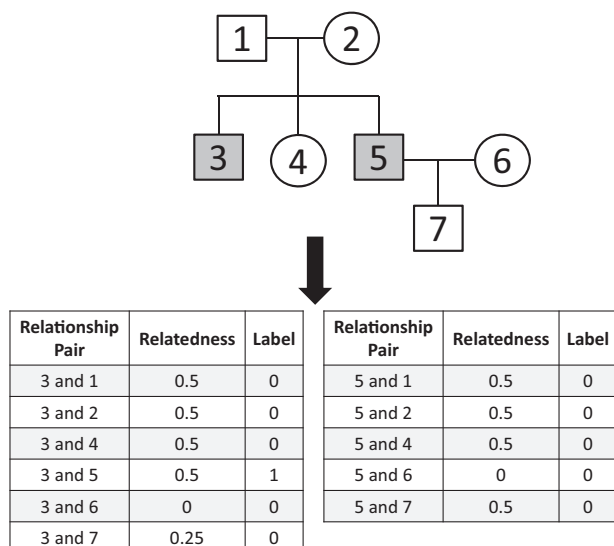 1
2
3
4
5
6
7
Relationship Pair Relatedness Label
3 and 1 0.5 0
3 and 2 0.5 0
3 and 4 0.5 0
3 and 5 0.5 1
3 and 6 0 0
3 and 7 0.25 0
Relationship Pair Relatedness Label
5 and 1 0.5 0
5 and 2 0.5 0
5 and 4 0.5 0
5 and 6 0 0
5 and 7 0.5 0